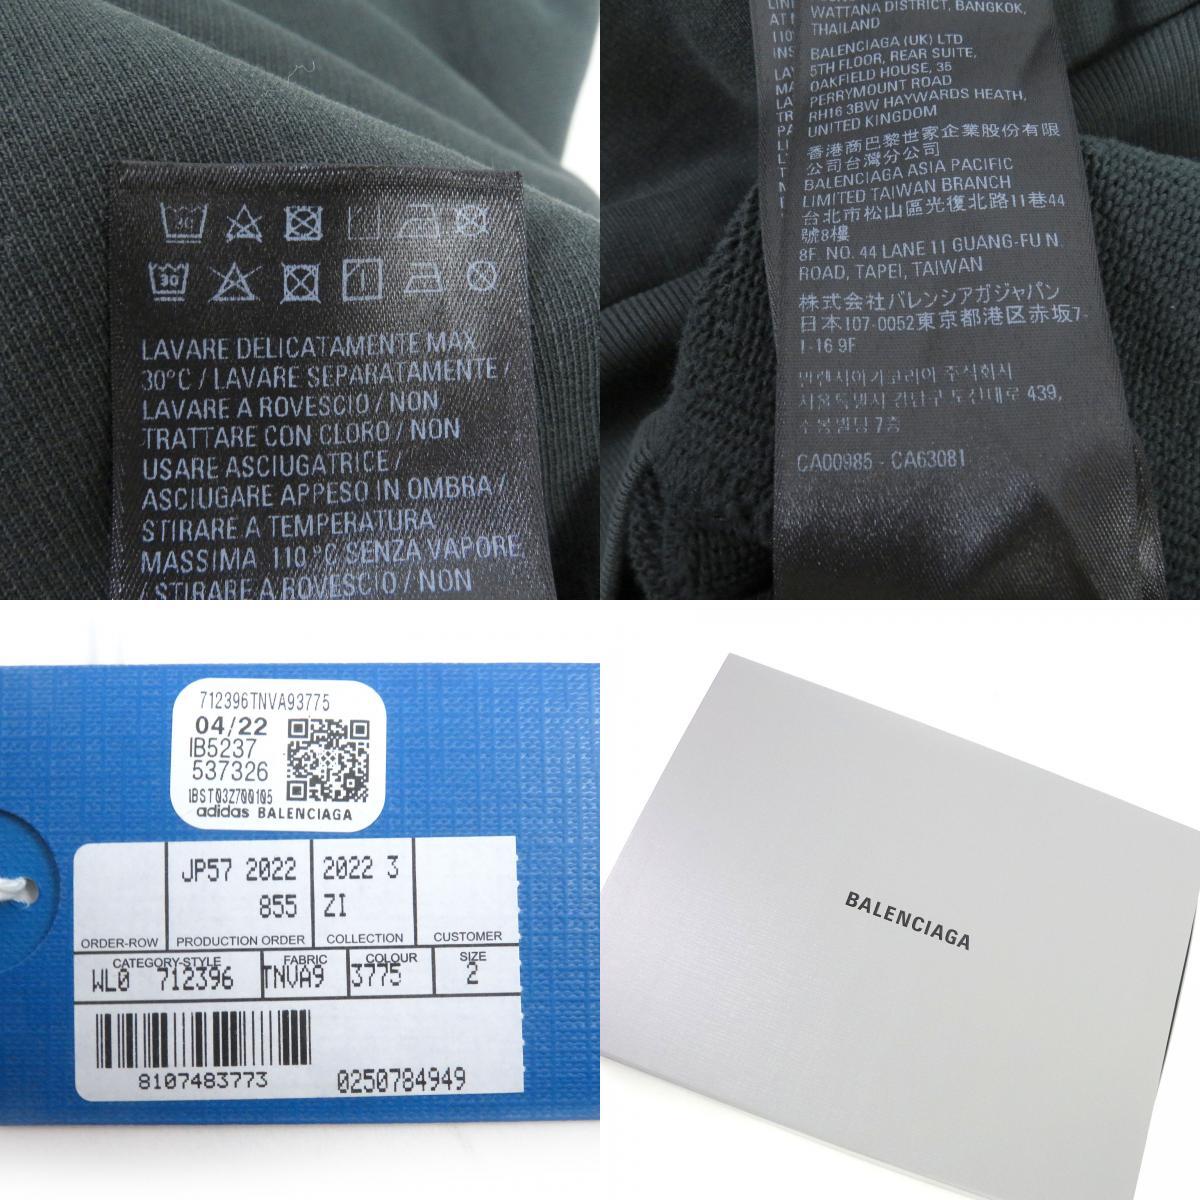 30
LAVARE DELICATAMENTE MAX
30°C / LAVARE SEPARATAMENTE /
LAVARE A ROVESCIO / NON
TRATTARE CON CLORO / NON
USARE ASCIUGATRICE /
ASCIUGARE APPESO IN OMBRA /
STIRARE A TEMPERATURA
MASSIMA 110°C SENZA VAPORE
/ STIRARE A ROVESCIO / NON
WATTANA DISTRICT, BANGKOK,
THAILAND
BALENCIAGA (UK) LTD
5TH FLOOR, REAR SUITE,
OAKFIELD HOUSE, 35
PERRYMOUNT ROAD
RH16 3BW HAYWARDS HEATH,
UNITED KINGDOM
香港商巴黎世家企業股份有限
公司台灣分公司
BALENCIAGA ASIA PACIFIC
LIMITED TAIWAN BRANCH
台北市松山區光復北路11巷44
號8樓
8F. NO. 44 LANE 11 GUANG-FU N.
ROAD, TAPEI, TAIWAN
株式会社バレンシアガジャパン
日本107-0052東京都港区赤坂7-
1-16 9F
439,
7층
CA00985 - CA63081
712396TNVA93775
04/22
IB5237
537326
IBST03Z700105
adidas BALENCIAGA
JP57 2022
855
2022 3
ZI
ORDER-ROW
PRODUCTION ORDER
COLLECTION
CUSTOMER
CATEGORY-STYLE
FABRIC
COLOUR
SIZE
WL0 712396
TNVA9
3775
2
8107483773
0250784949
BALENCIAGA